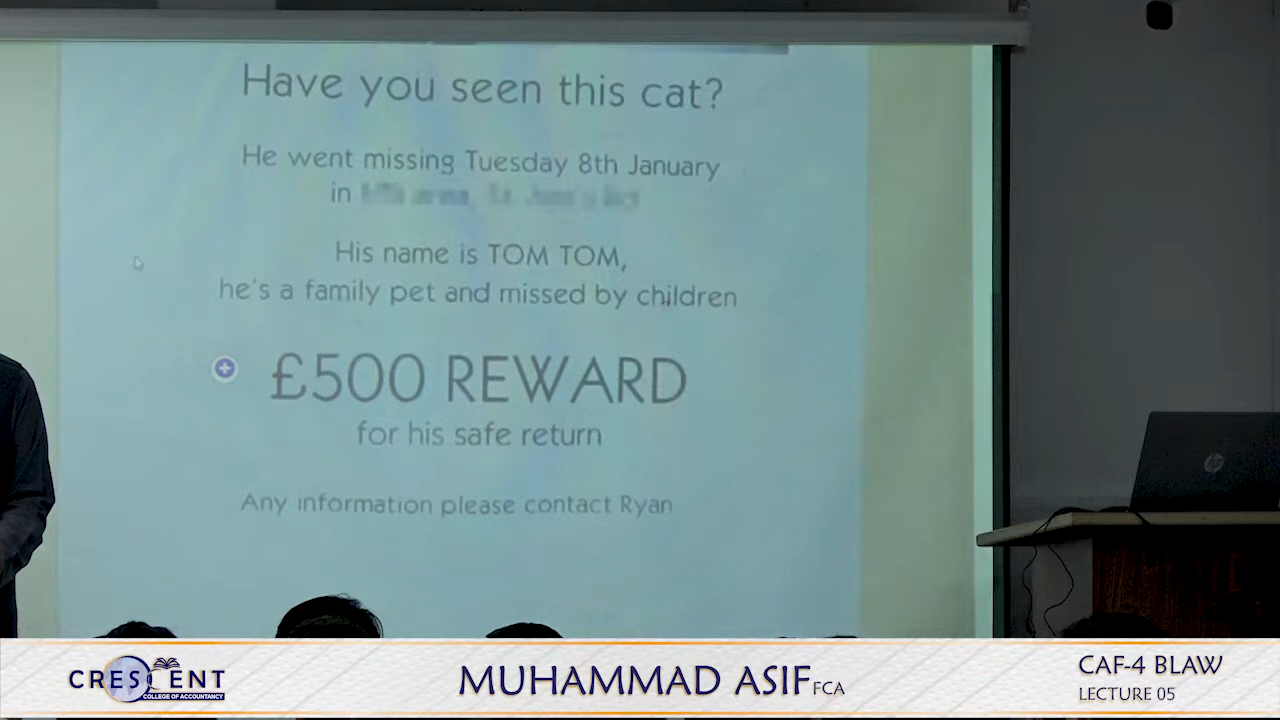 Have you seen this cat?
He went missing Tuesday 8th January
in
His name is TOM TOM,
he's a family pet and missed by children
£500 REWARD
for his safe return
Any information please contact Ryan
hp
CRESCENT
COLLEGE OF ACCOUNTANCY
MUHAMMAD ASIF FCA
CAF-4 BLAW
LECTURE 05